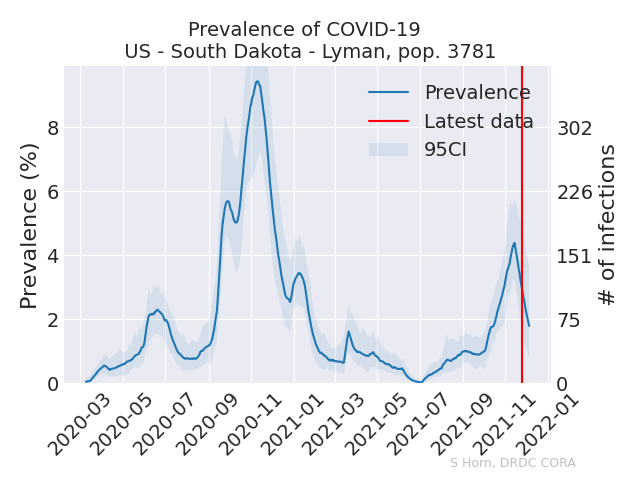 Prevalence of COVID-19
US - South Dakota - Lyman, pop. 3781
Prevalence
Latest data
95CI
Prevalence (%)
8
6
4
2
0
302
226
151
75
0
# of infections
2020-03
2020-05
2020-07
2020-09
2020-11
2021-01
2021-03
2021-05
2021-07
2021-09
2021-11
2022-01
S Horn, DRDC CORA